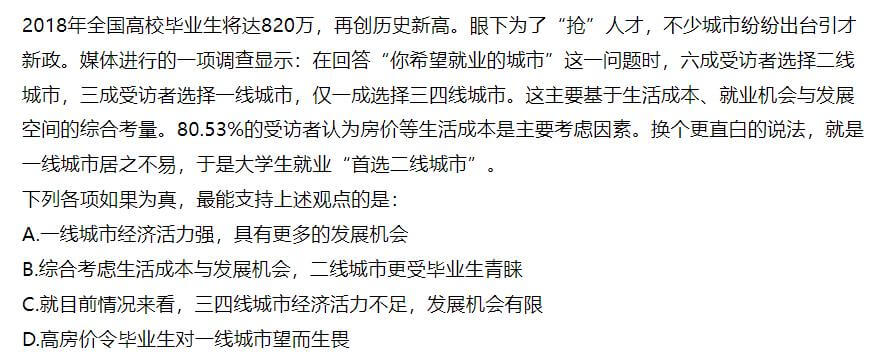 2018年全国高校毕业生将达820万，再创历史新高。眼下为了“抢”人才，不少城市纷纷出台引才
新政。媒体进行的一项调查显示：在回答“你希望就业的城市”这一问题时，六成受访者选择二线
城市，三成受访者选择一线城市，仅一成选择三四线城市。这主要基于生活成本、就业机会与发展
空间的综合考量。80.53%的受访者认为房价等生活成本是主要考虑因素。换个更直白的说法，就是
一线城市居之不易，于是大学生就业“首选二线城市”。
下列各项如果为真，最能支持上述观点的是：
A.一线城市经济活力强，具有更多的发展机会
B.综合考虑生活成本与发展机会，二线城市更受毕业生青睐
C.就目前情况来看，三四线城市经济活力不足，发展机会有限
D.高房价令毕业生对一线城市望而生畏